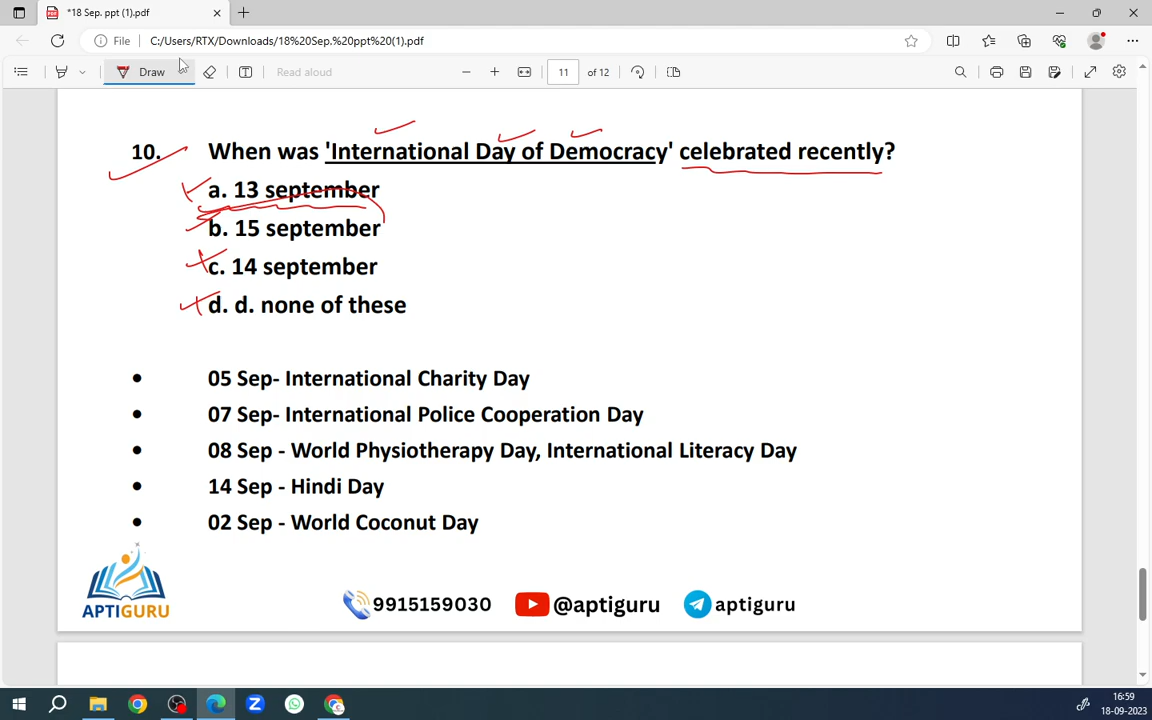 *18 Sep. ppt (1).pdf
File C:/Users/RTX/Downloads/18%20Sep.%20ppt%20(1).pdf
Draw Read aloud 11 of 12
10. When was 'International Day of Democracy' celebrated recently?
a. 13 september
b. 15 september
c. 14 september
d. d. none of these
• 05 Sep- International Charity Day
• 07 Sep- International Police Cooperation Day
• 08 Sep - World Physiotherapy Day, International Literacy Day
• 14 Sep - Hindi Day
• 02 Sep - World Coconut Day
APTIGURU 9915159030 @aptiguru aptiguru
16:59
18-09-2023